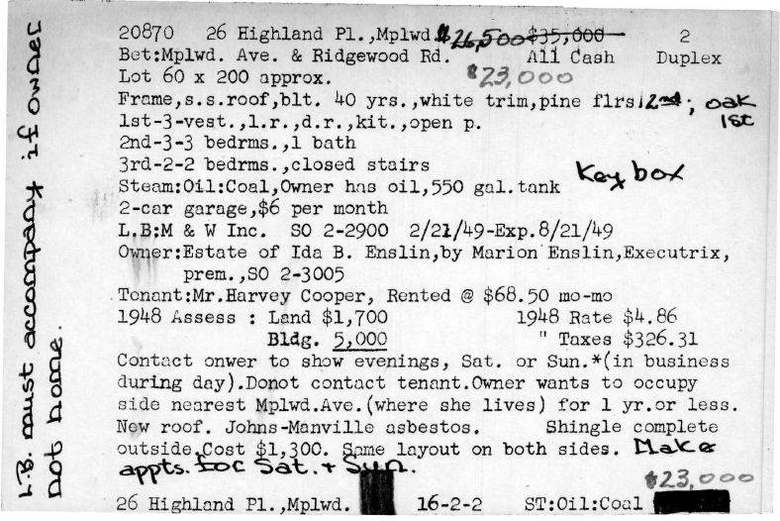 20870 26 Highland Pl.,Mplwd $26,500 $35,000 2
Bet:Mplwd. Ave. & Ridgewood Rd. All Cash Duplex
Lot 60 x 200 approx. $23,000
Frame,s.s.roof,blt. 40 yrs.,white trim,pine flrs 2nd; oak 1st
1st-3-vest.,l.r.,d.r.,kit.,open p.
2nd-3-3 bedrms.,1 bath
3rd-2-2 bedrms.,closed stairs
Key box
Steam:Oil:Coal,Owner has oil,550 gal.tank
2-car garage,$6 per month
L.B:M & W Inc. SO 2-2900 2/21/49-Exp.8/21/49
Owner:Estate of Ida B. Enslin,by Marion Enslin,Executrix,
prem.,SO 2-3005
Tenant:Mr.Harvey Cooper, Rented @ $68.50 mo-mo
1948 Assess : Land $1,700 1948 Rate $4.86
Bldg. 5,000 " Taxes $326.31
Contact onwer to show evenings, Sat. or Sun.*(in business
during day).Donot contact tenant.Owner wants to occupy
side nearest Mplwd.Ave.(where she lives) for 1 yr.or less.
New roof. Johns-Manville asbestos. Shingle complete
outside.Cost $1,300. Same layout on both sides. Make
appts. for Sat. + Sun.
$23,000
26 Highland Pl.,Mplwd. 16-2-2 ST:Oil:Coal
L.B. must accompany if owner
not home.